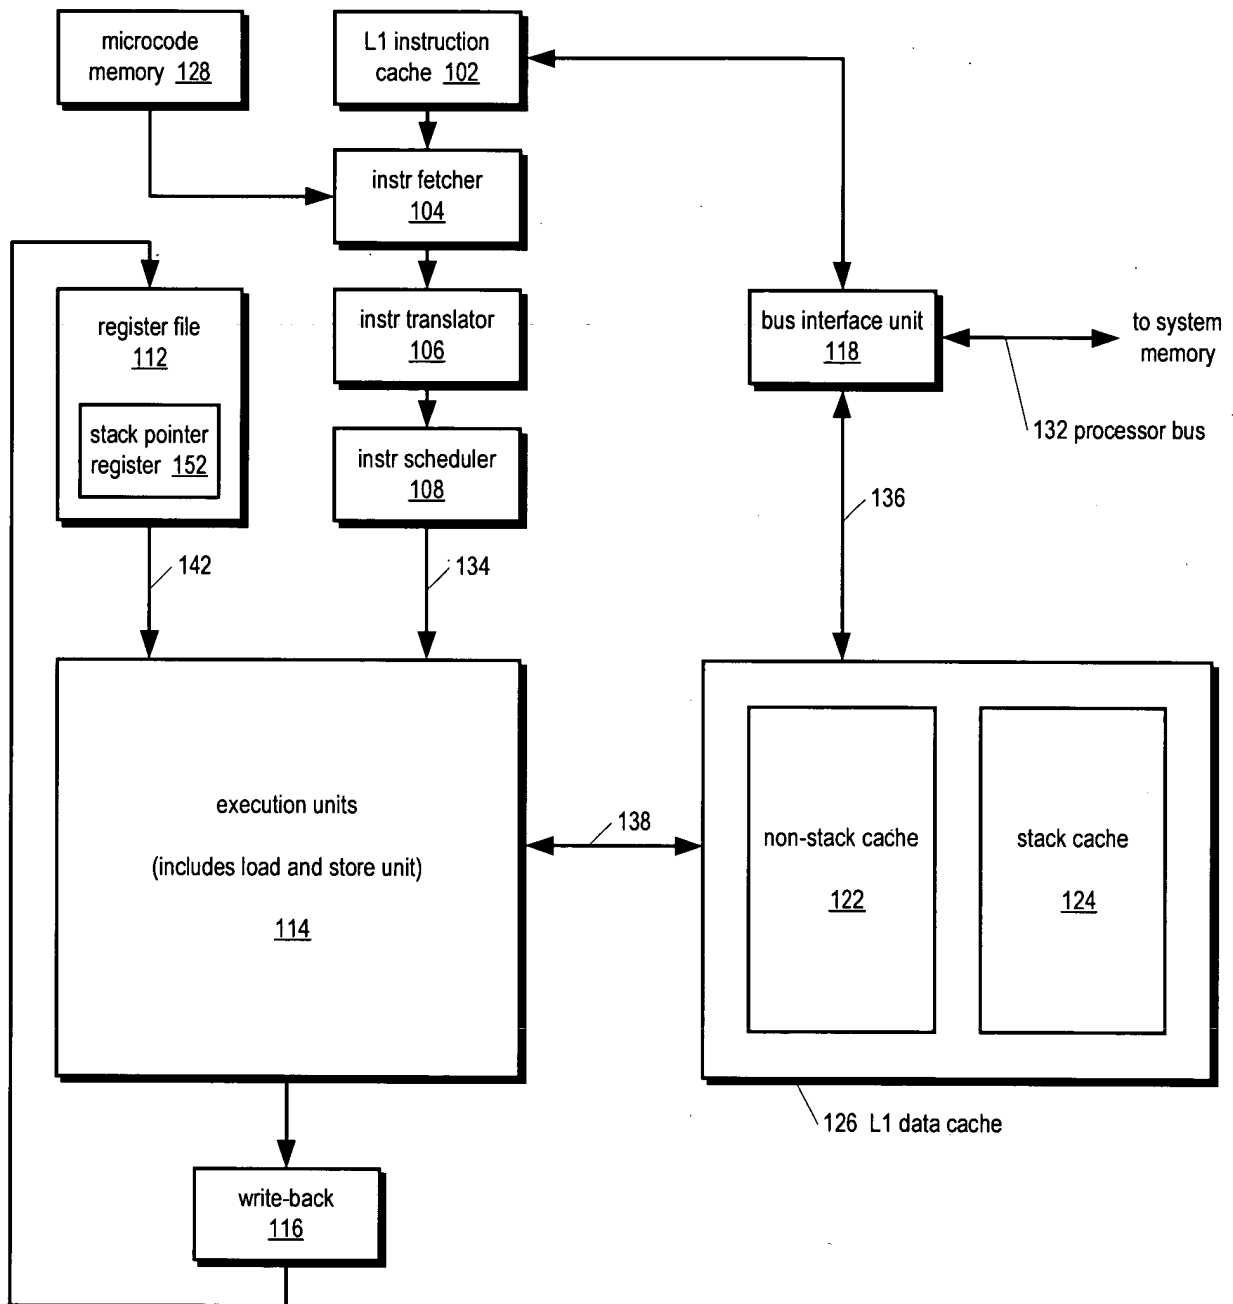 microcode
memory 128
L1 instruction
cache 102
instr fetcher
104
register file
112
stack pointer
register 152
instr translator
106
bus interface unit
118
to system
memory
132 processor bus
instr scheduler
108
136
142
134
execution units
(includes load and store unit)
114
138
non-stack cache
122
stack cache
124
126 L1 data cache
write-back
116